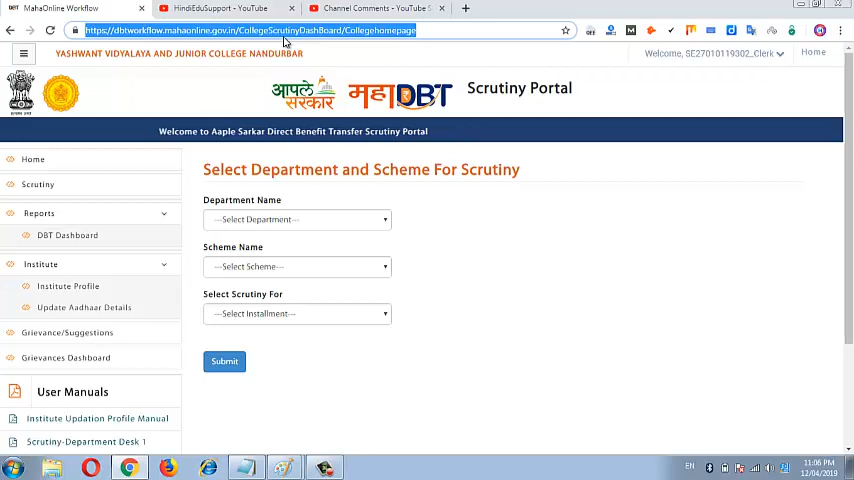 MahaOnline Workflow
HindiEduSupport - YouTube
Channel Comments - YouTube S
https://dbtworkflow.mahaonline.gov.in/CollegeScrutinyDashBoard/Collegehomepage
YASHWANT VIDYALAYA AND JUNIOR COLLEGE NANDURBAR
Welcome, SE27010119302_Clerk
Home
आपले सरकार
महाDBT
Scrutiny Portal
Welcome to Aaple Sarkar Direct Benefit Transfer Scrutiny Portal
Home
Scrutiny
Reports
DBT Dashboard
Institute
Institute Profile
Update Aadhaar Details
Grievance/Suggestions
Grievances Dashboard
User Manuals
Institute Updation Profile Manual
Scrutiny-Department Desk 1
Select Department and Scheme For Scrutiny
Department Name
---Select Department---
Scheme Name
---Select Scheme---
Select Scrutiny For
---Select Installment---
Submit
EN
11:06 PM
12/04/2019